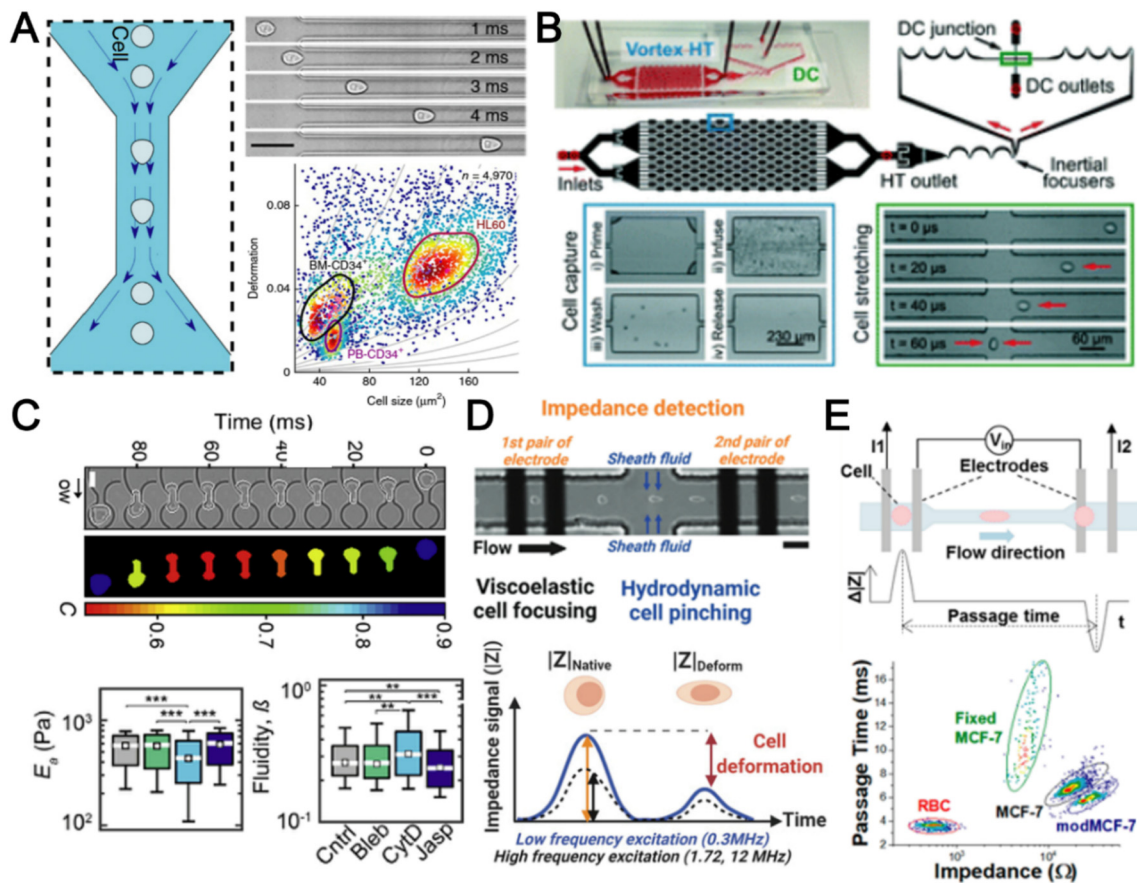 A
Cell
1 ms
2 ms
3 ms
4 ms
n = 4,970
HL60
BM-CD34⁺
PB-CD34⁺
Deformation
0.08
0.04
0
40
80
120
160
Cell size (μm²)
B
Vortex-HT
DC
DC junction
DC outlets
Inlets
HT outlet
Inertial focusers
Cell capture
i) Prime
ii) Infuse
iii) Wash
iv) Release
230 μm
Cell stretching
t = 0 μs
t = 20 μs
t = 40 μs
t = 60 μs
60 μm
C
Time (ms)
80
60
40
20
0
C
0.6
0.7
0.8
0.9
Eₐ (Pa)
10³
10²
***
***
***
Fluidity, β
10⁰
10⁻¹
**
**
***
**
Cntrl
Bleb
CytD
Jasp
D
Impedance detection
1st pair of electrode
Sheath fluid
2nd pair of electrode
Flow
Sheath fluid
Viscoelastic cell focusing
Hydrodynamic cell pinching
|Z|Native
|Z|Deform
Impedance signal (|Z|)
Cell deformation
Time
Low frequency excitation (0.3MHz)
High frequency excitation (1.72, 12 MHz)
E
I1
Vin
I2
Cell
Electrodes
Flow direction
Δ|Z|
Passage time
t
Passage Time (ms)
16
14
12
10
8
6
4
2
Fixed MCF-7
RBC
MCF-7
modMCF-7
10³
10⁴
Impedance (Ω)